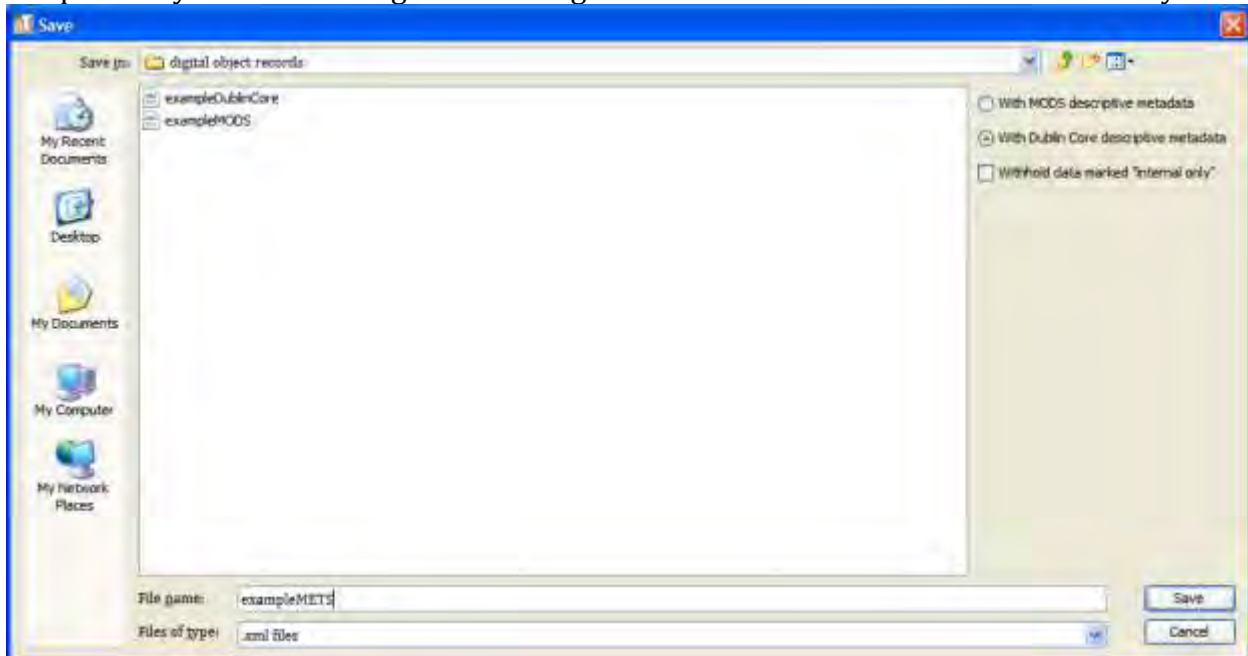 Save
Save in: digital object records
exampleDublinCore
exampleMODS
My Recent
Documents
Desktop
My Documents
My Computer
My Network
Places
With MODS descriptive metadata
With Dublin Core descriptive metadata
Withhold data marked "internal only"
File name: exampleMETS
Files of type: .xml files
Save
Cancel